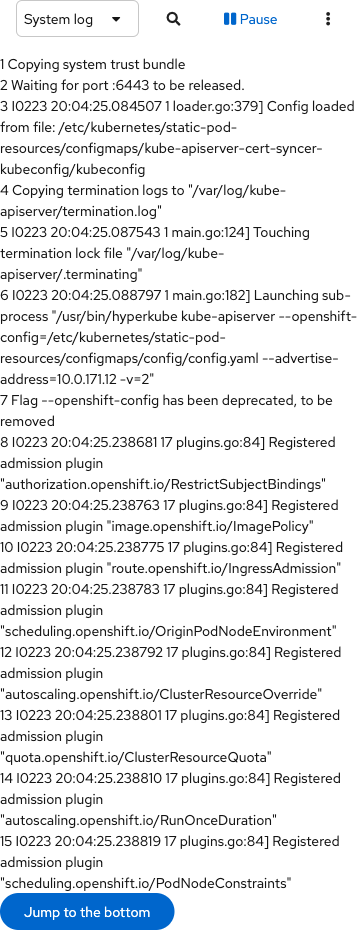 System log
Pause
1 Copying system trust bundle
2 Waiting for port :6443 to be released.
3 I0223 20:04:25.084507 1 loader.go:379] Config loaded
from file: /etc/kubernetes/static-pod-
resources/configmaps/kube-apiserver-cert-syncer-
kubeconfig/kubeconfig
4 Copying termination logs to "/var/log/kube-
apiserver/termination.log"
5 I0223 20:04:25.087543 1 main.go:124] Touching
termination lock file "/var/log/kube-
apiserver/.terminating"
6 I0223 20:04:25.088797 1 main.go:182] Launching sub-
process "/usr/bin/hyperkube kube-apiserver --openshift-
config=/etc/kubernetes/static-pod-
resources/configmaps/config/config.yaml --advertise-
address=10.0.171.12 -v=2"
7 Flag --openshift-config has been deprecated, to be
removed
8 I0223 20:04:25.238681 17 plugins.go:84] Registered
admission plugin
"authorization.openshift.io/RestrictSubjectBindings"
9 I0223 20:04:25.238763 17 plugins.go:84] Registered
admission plugin "image.openshift.io/ImagePolicy"
10 I0223 20:04:25.238775 17 plugins.go:84] Registered
admission plugin "route.openshift.io/IngressAdmission"
11 I0223 20:04:25.238783 17 plugins.go:84] Registered
admission plugin
"scheduling.openshift.io/OriginPodNodeEnvironment"
12 I0223 20:04:25.238792 17 plugins.go:84] Registered
admission plugin
"autoscaling.openshift.io/ClusterResourceOverride"
13 I0223 20:04:25.238801 17 plugins.go:84] Registered
admission plugin
"quota.openshift.io/ClusterResourceQuota"
14 I0223 20:04:25.238810 17 plugins.go:84] Registered
admission plugin
"autoscaling.openshift.io/RunOnceDuration"
15 I0223 20:04:25.238819 17 plugins.go:84] Registered
admission plugin
"scheduling.openshift.io/PodNodeConstraints"
Jump to the bottom